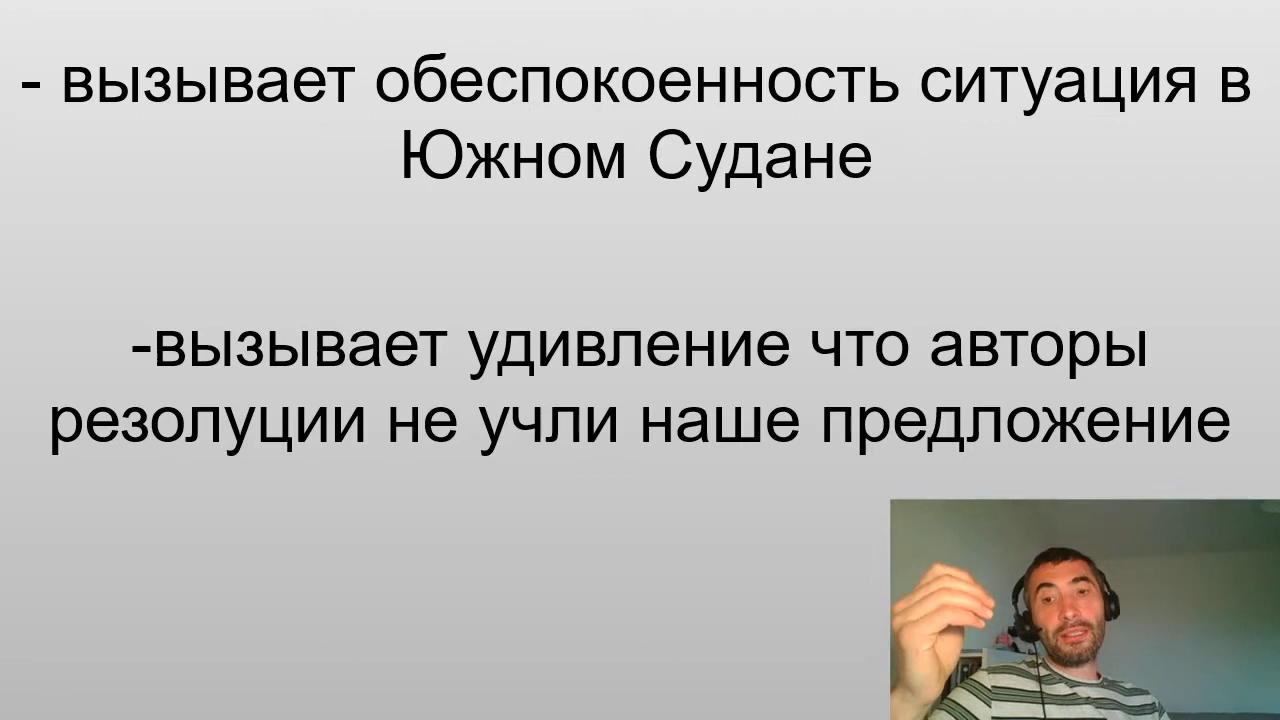 - вызывает обеспокоенность ситуация в
Южном Судане
-вызывает удивление что авторы
резолуции не учли наше предложение